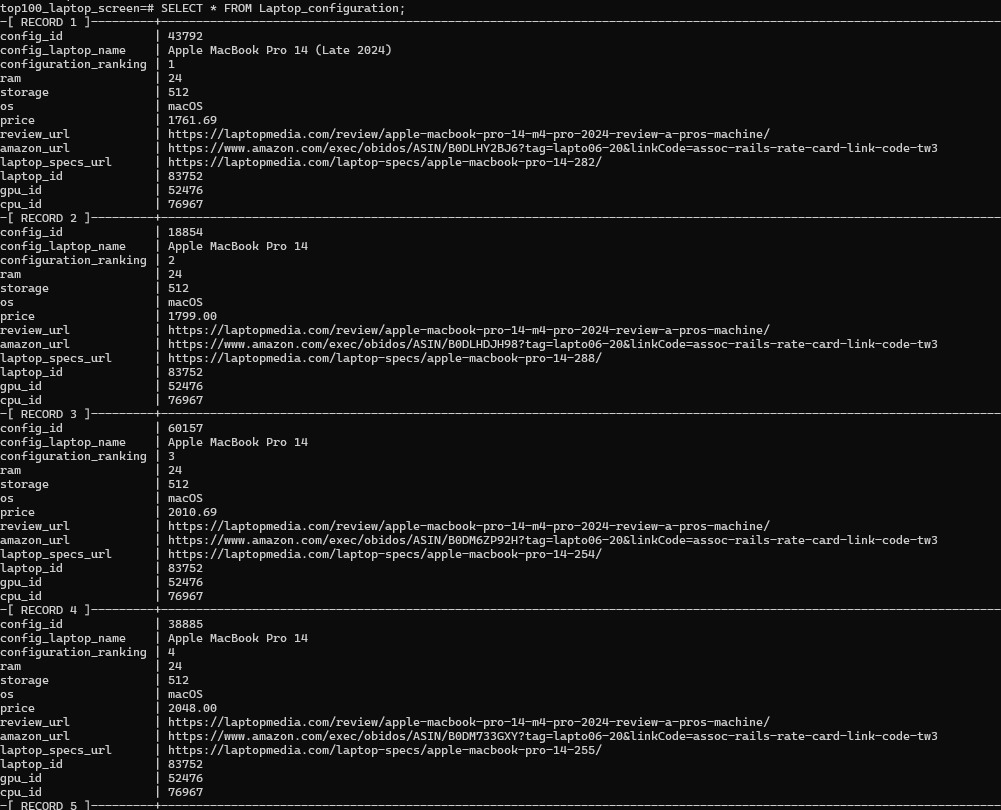 top100_laptop_screen=# SELECT * FROM Laptop_configuration;
-[ RECORD 1 ]---------+
config_id | 43792
config_laptop_name | Apple MacBook Pro 14 (Late 2024)
configuration_ranking | 1
ram | 24
storage | 512
os | macOS
price | 1761.69
review_url | https://laptopmedia.com/review/apple-macbook-pro-14-m4-pro-2024-review-a-pros-machine/
amazon_url | https://www.amazon.com/exec/obidos/ASIN/B0DLHY2BJ6?tag=lapto06-20&linkCode=assoc-rails-rate-card-link-code-tw3
laptop_specs_url | https://laptopmedia.com/laptop-specs/apple-macbook-pro-14-282/
laptop_id | 83752
gpu_id | 52476
cpu_id | 76967
-[ RECORD 2 ]---------+
config_id | 18854
config_laptop_name | Apple MacBook Pro 14
configuration_ranking | 2
ram | 24
storage | 512
os | macOS
price | 1799.00
review_url | https://laptopmedia.com/review/apple-macbook-pro-14-m4-pro-2024-review-a-pros-machine/
amazon_url | https://www.amazon.com/exec/obidos/ASIN/B0DLHDJH98?tag=lapto06-20&linkCode=assoc-rails-rate-card-link-code-tw3
laptop_specs_url | https://laptopmedia.com/laptop-specs/apple-macbook-pro-14-288/
laptop_id | 83752
gpu_id | 52476
cpu_id | 76967
-[ RECORD 3 ]---------+
config_id | 60157
config_laptop_name | Apple MacBook Pro 14
configuration_ranking | 3
ram | 24
storage | 512
os | macOS
price | 2010.69
review_url | https://laptopmedia.com/review/apple-macbook-pro-14-m4-pro-2024-review-a-pros-machine/
amazon_url | https://www.amazon.com/exec/obidos/ASIN/B0DM6ZP92H?tag=lapto06-20&linkCode=assoc-rails-rate-card-link-code-tw3
laptop_specs_url | https://laptopmedia.com/laptop-specs/apple-macbook-pro-14-254/
laptop_id | 83752
gpu_id | 52476
cpu_id | 76967
-[ RECORD 4 ]---------+
config_id | 38885
config_laptop_name | Apple MacBook Pro 14
configuration_ranking | 4
ram | 24
storage | 512
os | macOS
price | 2048.00
review_url | https://laptopmedia.com/review/apple-macbook-pro-14-m4-pro-2024-review-a-pros-machine/
amazon_url | https://www.amazon.com/exec/obidos/ASIN/B0DM733GXY?tag=lapto06-20&linkCode=assoc-rails-rate-card-link-code-tw3
laptop_specs_url | https://laptopmedia.com/laptop-specs/apple-macbook-pro-14-255/
laptop_id | 83752
gpu_id | 52476
cpu_id | 76967
-[ RECORD 5 ]---------+